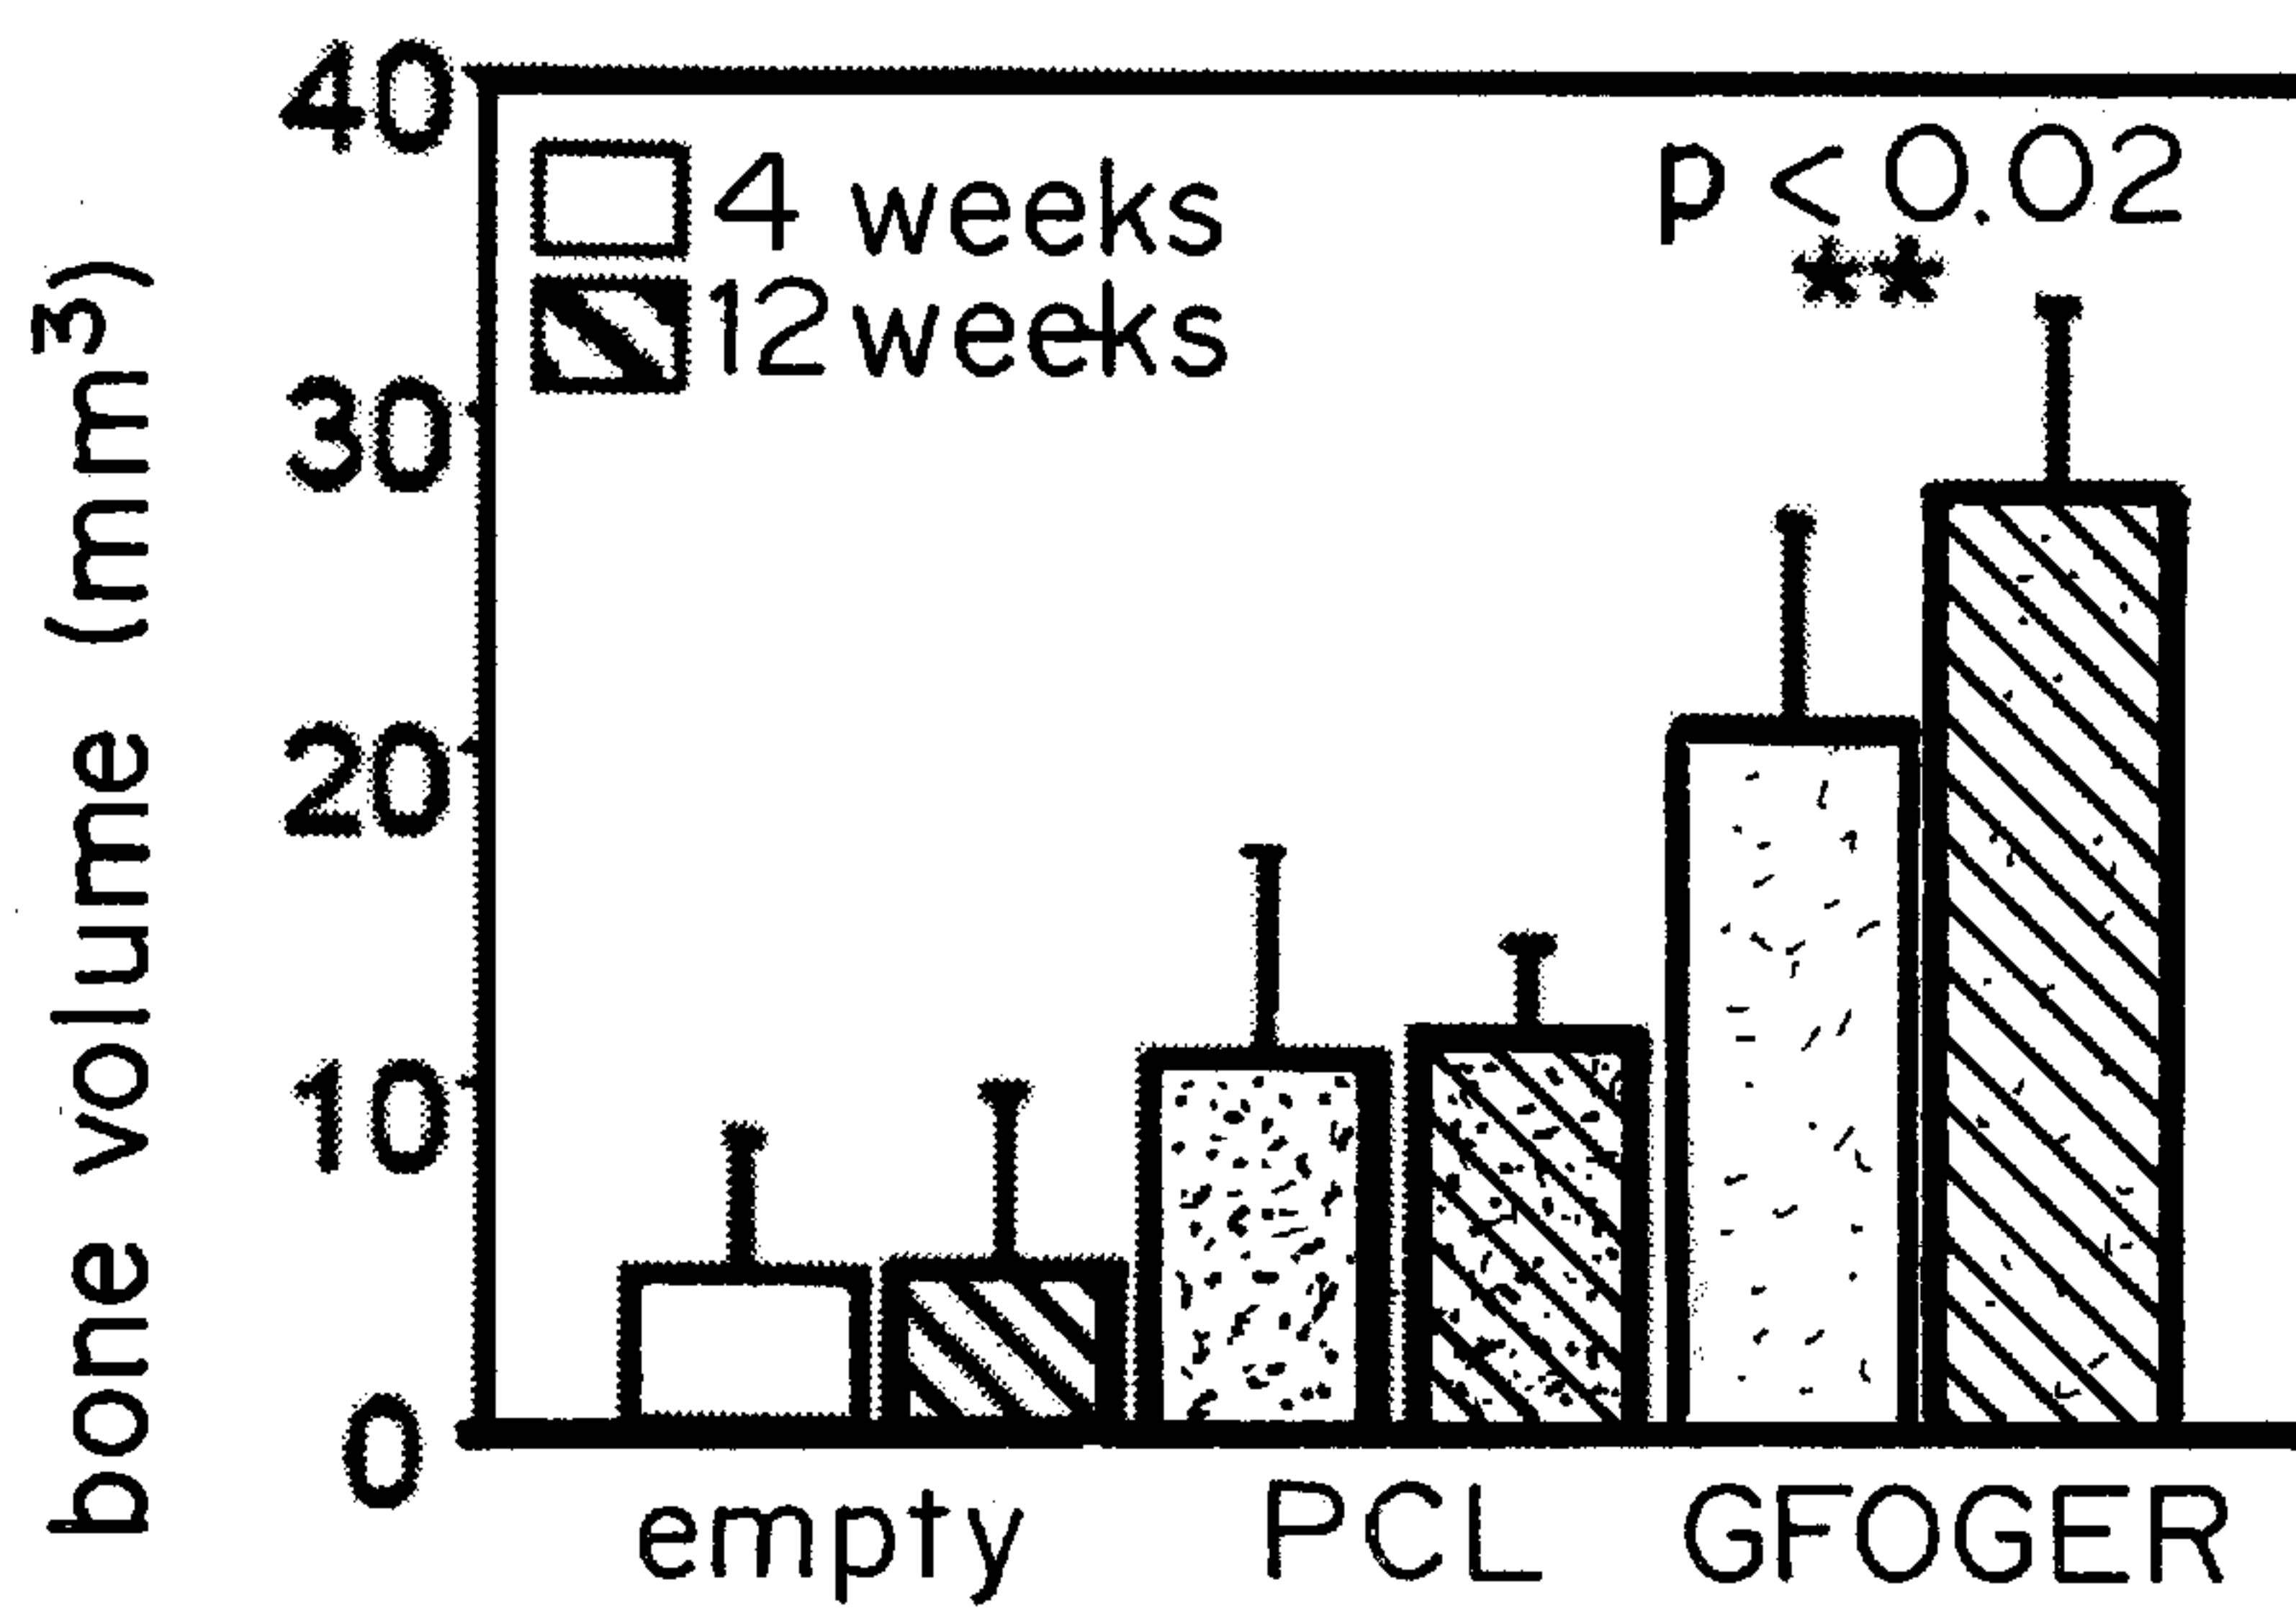 bone volume (mm³)
40
30
20
10
0
4 weeks
12 weeks
p < 0.02
**
empty
PCL
GFOGER